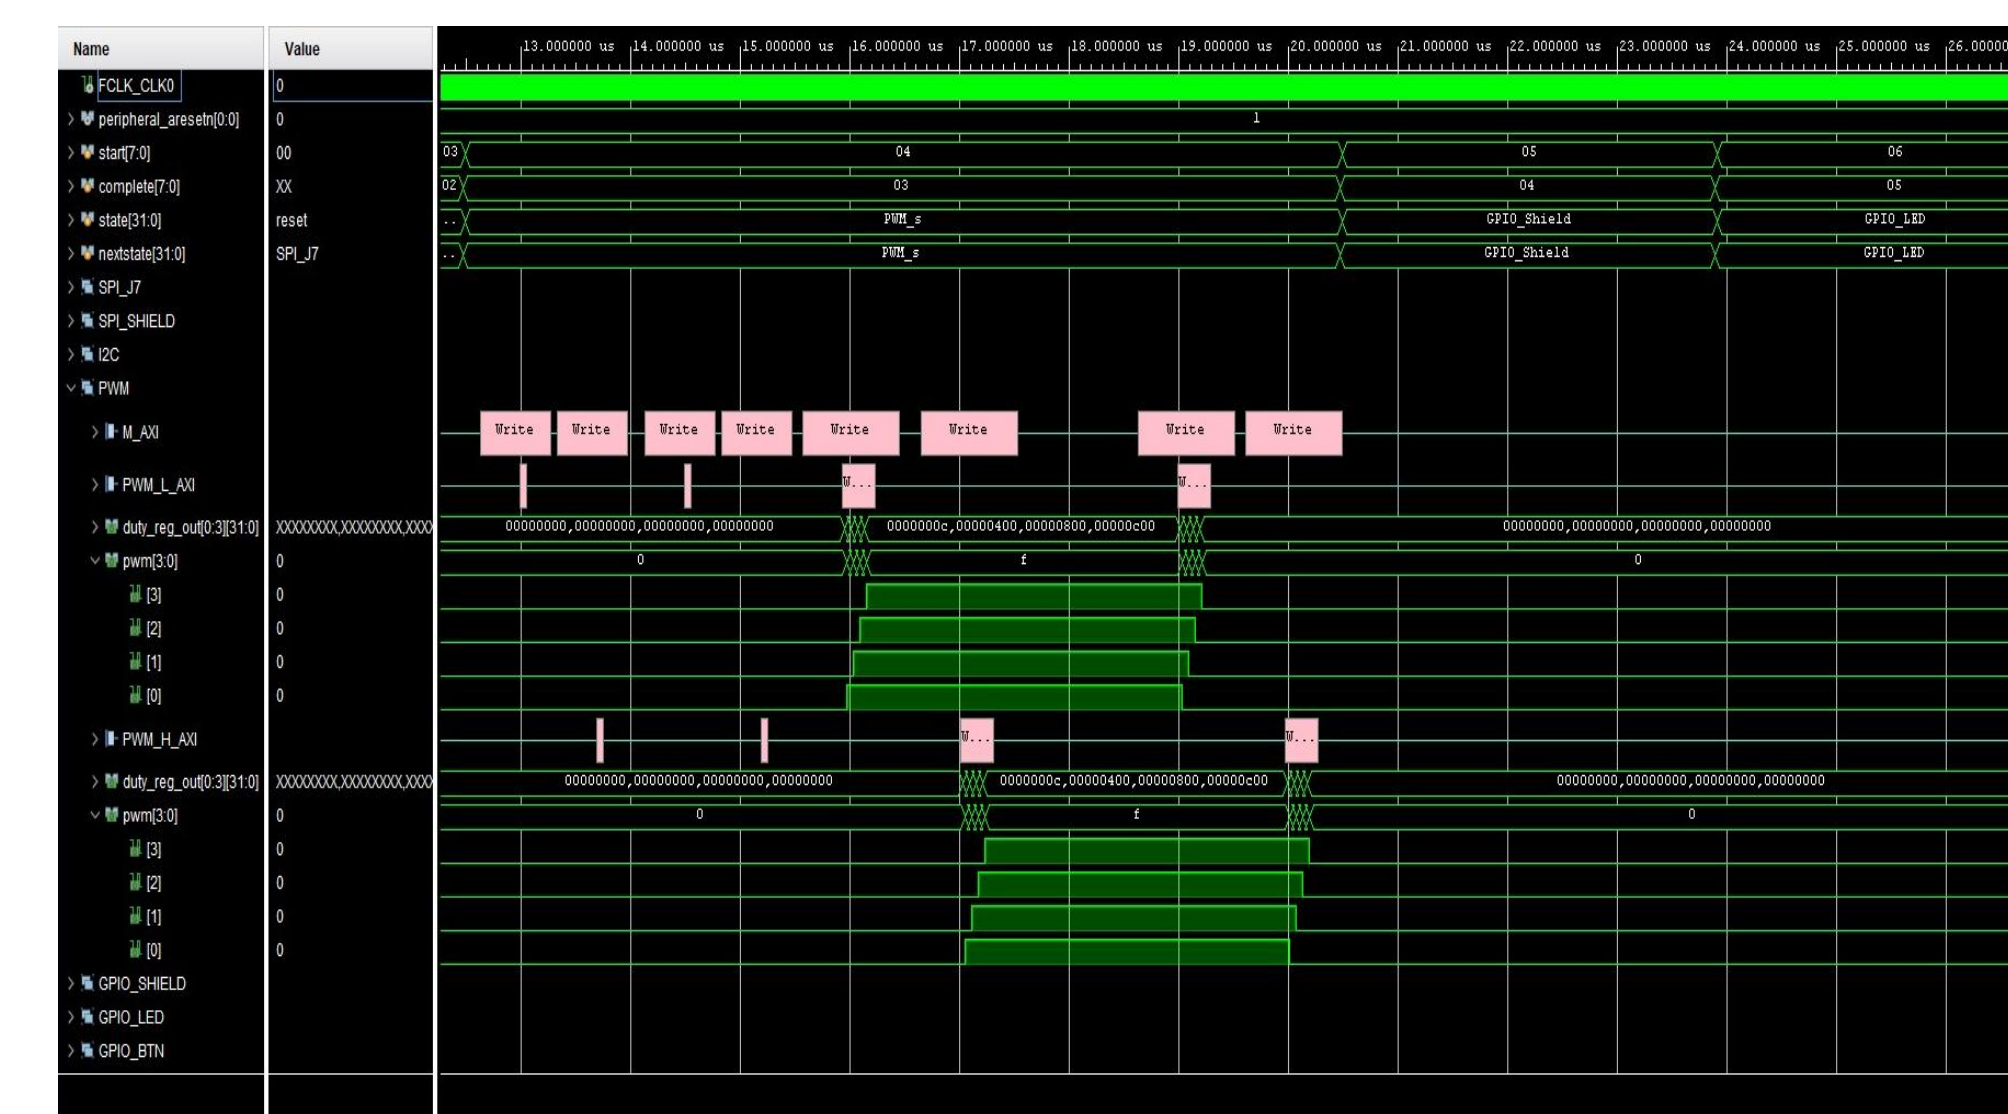 Name Value 13.000000 us 14.000000 us 15.000000 us 16.000000 us 17.000000 us 18.000000 us 19.000000 us 20.000000 us 21.000000 us 22.000000 us 23.000000 us 24.000000 us 25.000000 us 26.00000
FCLK_CLK0 0
peripheral_aresetn[0:0] 0 1
start[7:0] 00 03 04 05 06
complete[7:0] XX 02 03 04 05
state[31:0] reset .. PWM_s GPIO_Shield GPIO_LED
nextstate[31:0] SPI_J7 .. PWM_s GPIO_Shield GPIO_LED
SPI_J7
SPI_SHIELD
I2C
PWM
M_AXI Write Write Write Write Write Write Write Write
PWM_L_AXI W... W...
duty_reg_out[0:3][31:0] XXXXXXXX,XXXXXXXX,XXXX 00000000,00000000,00000000,00000000 0000000c,00000400,00000800,00000c00 00000000,00000000,00000000,00000000
pwm[3:0] 0 0 f 0
[3] 0
[2] 0
[1] 0
[0] 0
PWM_H_AXI W... W...
duty_reg_out[0:3][31:0] XXXXXXXX,XXXXXXXX,XXXX 00000000,00000000,00000000,00000000 0000000c,00000400,00000800,00000c00 00000000,00000000,00000000,00000000
pwm[3:0] 0 0 f 0
[3] 0
[2] 0
[1] 0
[0] 0
GPIO_SHIELD
GPIO_LED
GPIO_BTN